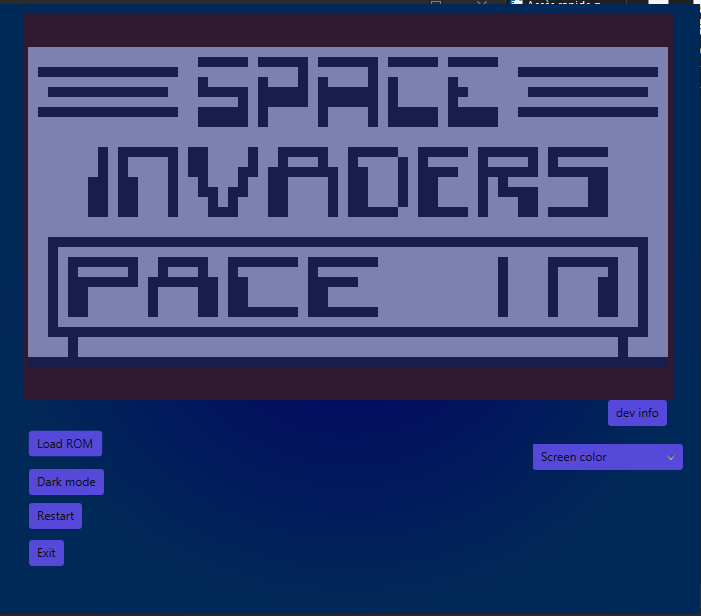 SPACE
INVADERS
PACE IN
dev info
Load ROM
Screen color
Dark mode
Restart
Exit